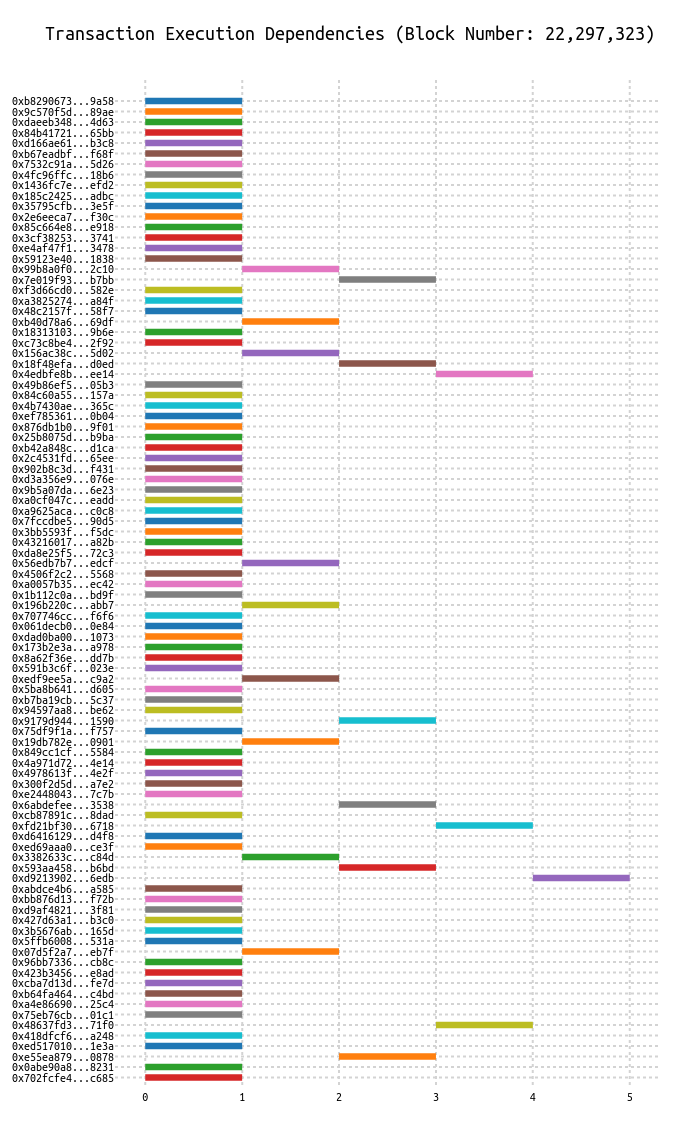 Transaction Execution Dependencies (Block Number: 22,297,323)
0xb8290673...9a58
0x9c570f5d...89ae
0xdaeeb348...4d63
0x84b41721...65bb
0xd166ae61...b3c8
0xb67eadbf...f68f
0x7532c91a...5d26
0x4fc96ffc...18b6
0x1436fc7e...efd2
0x185c2425...adbc
0x35795cfb...3e5f
0x2e6eeca7...f30c
0x85c664e8...e918
0x3cf38253...3741
0xe4af47f1...3478
0x59123e40...1838
0x99b8a0f0...2c10
0x7e019f93...b7bb
0xf3d66cd0...582e
0xa3825274...a84f
0x48c2157f...58f7
0xb40d78a6...69df
0x18313103...9b6e
0xc73c8be4...2f92
0x156ac38c...5d02
0x18f48efa...d0ed
0x4edbfe8b...ee14
0x49b86ef5...05b3
0x84c60a55...157a
0x4b7430ae...365c
0xef785361...0b04
0x876db1b0...9f01
0x25b8075d...b9ba
0xb42a848c...d1ca
0x2c4531fd...65ee
0x902b8c3d...f431
0xd3a356e9...076e
0x9b5a07da...6e23
0xa0cf047c...eadd
0xa9625aca...c0c8
0x7fccdbe5...90d5
0x3bb5593f...f5dc
0x43216017...a82b
0xda8e25f5...72c3
0x56edb7b7...edcf
0x4506f2c2...5568
0xa0057b35...ec42
0x1b112c0a...bd9f
0x196b220c...abb7
0x707746cc...f6f6
0x061decb0...0e84
0xdad0ba00...1073
0x173b2e3a...a978
0x8a62f36e...dd7b
0x591b3c6f...023e
0xedf9ee5a...c9a2
0x5ba8b641...d605
0xb7ba19cb...5c37
0x94597aa8...be62
0x9179d944...1590
0x75df9f1a...f757
0x19db782e...0901
0x849cc1cf...5584
0x4a971d72...4e14
0x4978613f...4e2f
0x300f2d5d...a7e2
0xe2448043...7c7b
0x6abdefee...3538
0xcb87891c...8dad
0xfd21bf30...6718
0xd6416129...d4f8
0xed69aaa0...ce3f
0x3382633c...c84d
0x593aa458...b6bd
0xd9213902...6edb
0xabdce4b6...a585
0xbb876d13...f72b
0xd9af4821...3f81
0x427d63a1...b3c0
0x3b5676ab...165d
0x5ffb6008...531a
0x07d5f2a7...eb7f
0x96bb7336...cb8c
0x423b3456...e8ad
0xcba7d13d...fe7d
0xb64fa464...c4bd
0xa4e86690...25c4
0x75eb76cb...01c1
0x48637fd3...71f0
0x418dfcf6...a248
0xed517010...1e3a
0xe55ea879...0878
0x0abe90a8...8231
0x702fcfe4...c685
0 1 2 3 4 5